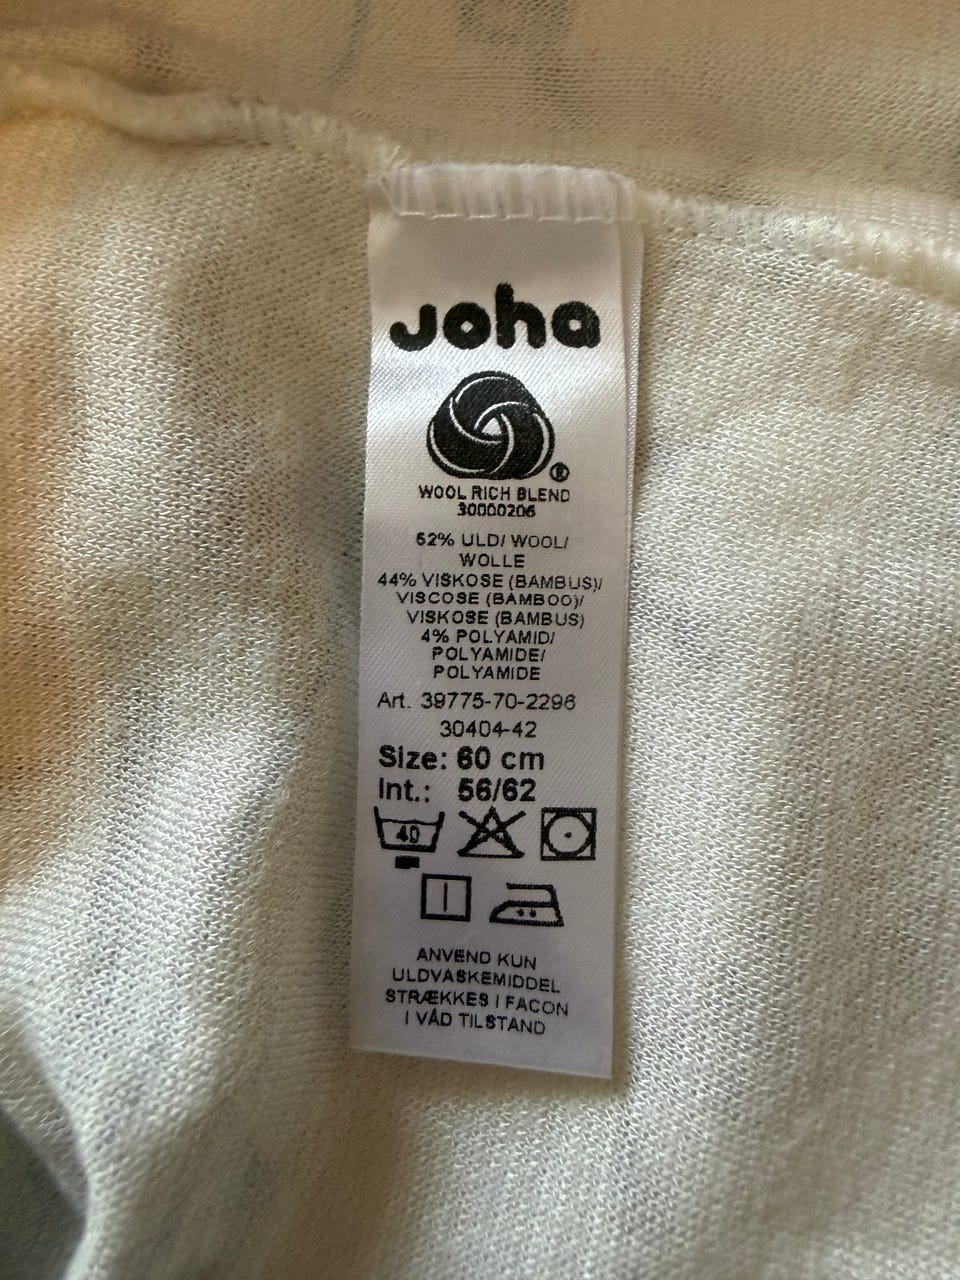 Joha
®
WOOL RICH BLEND
30000206
52% ULD/ WOOL/
WOLLE
44% VISKOSE (BAMBUS)/
VISCOSE (BAMBOO)/
VISKOSE (BAMBUS)
4% POLYAMID/
POLYAMIDE/
POLYAMIDE
Art. 39775-70-2296
30404-42
Size: 60 cm
Int.: 56/62
40
ANVEND KUN
ULDVASKEMIDDEL
STRÆKKES I FACON
I VÅD TILSTAND